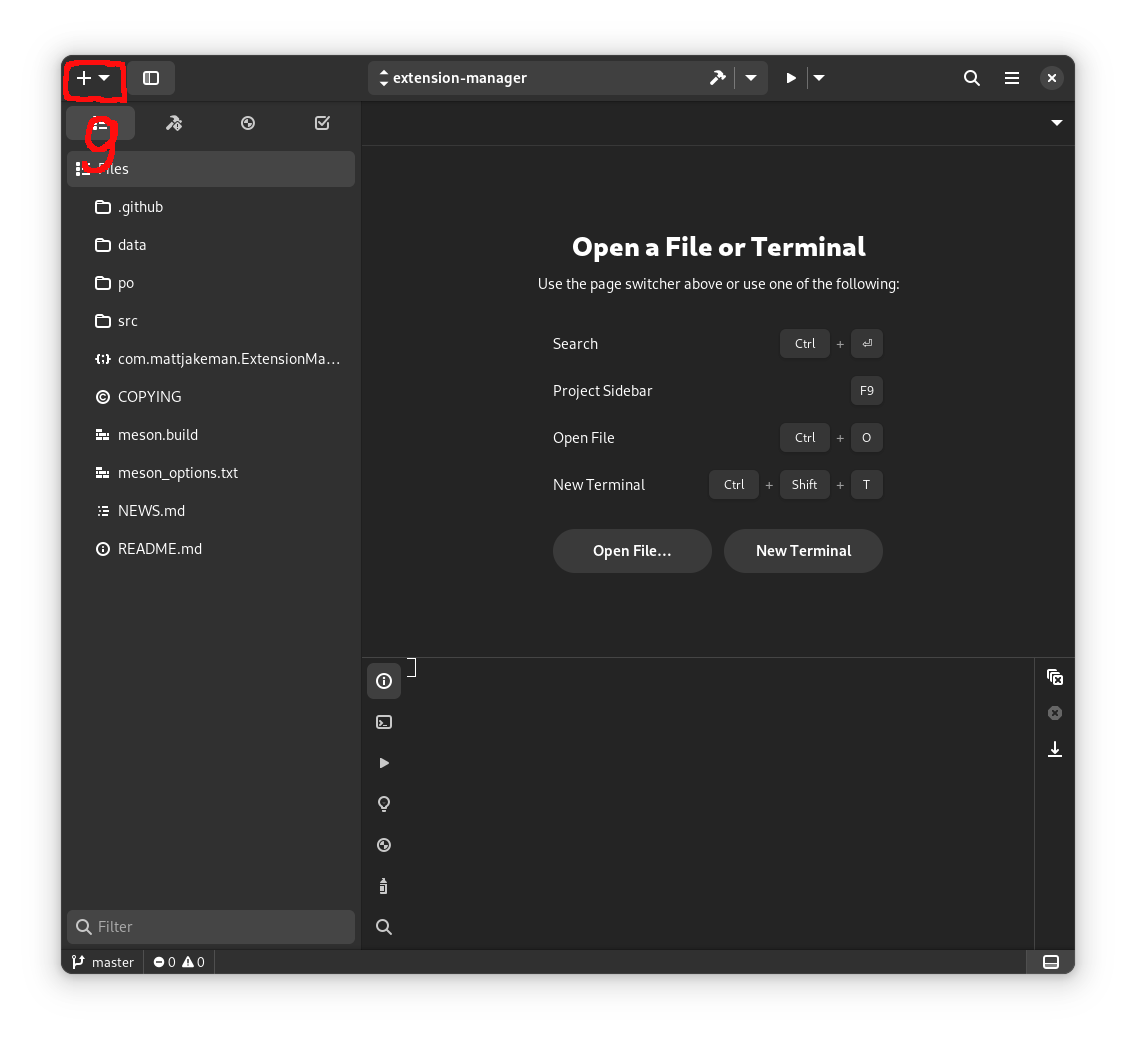 extension-manager
9
Files
.github
data
po
src
com.mattjakeman.ExtensionMa...
COPYING
meson.build
meson_options.txt
NEWS.md
README.md
Filter
master
0
0
Open a File or Terminal
Use the page switcher above or use one of the following:
Search Ctrl + ⏎
Project Sidebar F9
Open File Ctrl + O
New Terminal Ctrl + Shift + T
Open File... New Terminal